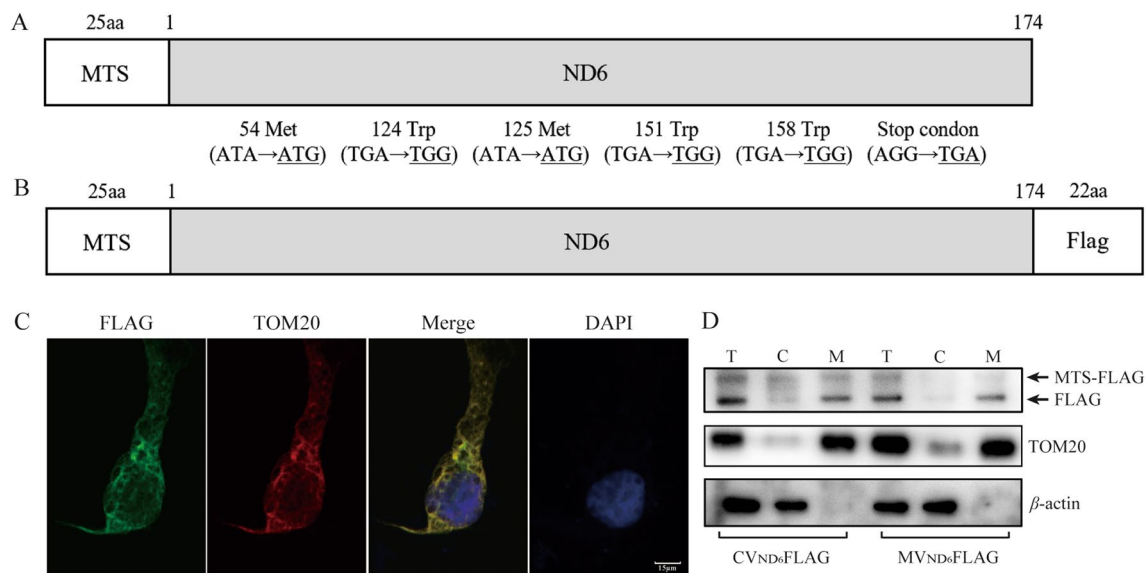 A
25aa 1 174
MTS ND6
54 Met 124 Trp 125 Met 151 Trp 158 Trp Stop condon
(ATA→ATG) (TGA→TGG) (ATA→ATG) (TGA→TGG) (TGA→TGG) (AGG→TGA)
B
25aa 1 174 22aa
MTS ND6 Flag
C
FLAG TOM20 Merge DAPI
15μm
D
T C M T C M
MTS-FLAG
FLAG
TOM20
β-actin
CVND6FLAG MVND6FLAG